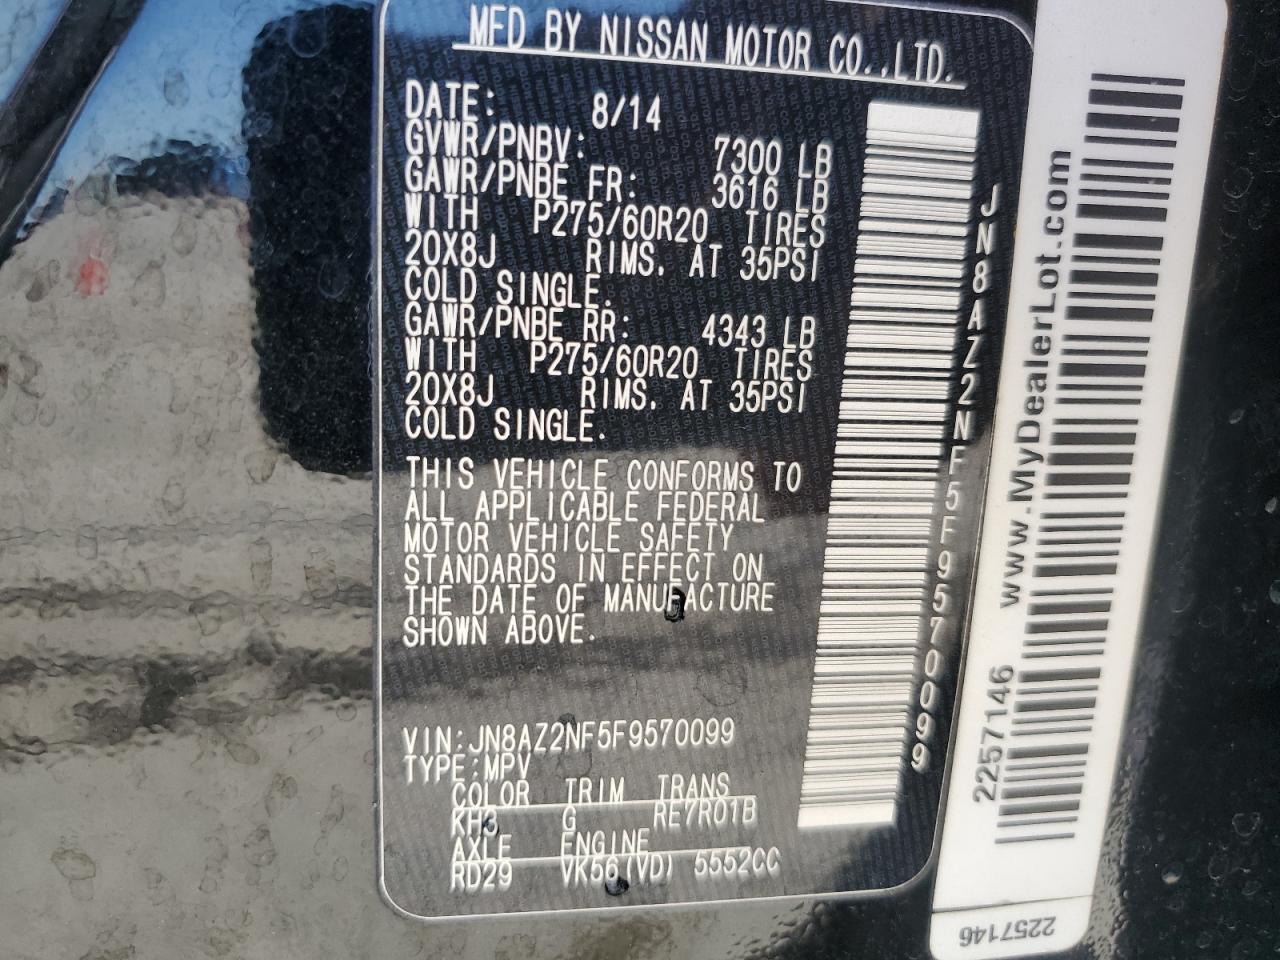 MFD BY NISSAN MOTOR CO.,LTD.
DATE: 8/14
GVWR/PNBV: 7300 LB
GAWR/PNBE FR: 3616 LB
WITH P275/60R20 TIRES
20X8J RIMS. AT 35PSI
COLD SINGLE.
GAWR/PNBE RR: 4343 LB
WITH P275/60R20 TIRES
20X8J RIMS. AT 35PSI
COLD SINGLE.
THIS VEHICLE CONFORMS TO
ALL APPLICABLE FEDERAL
MOTOR VEHICLE SAFETY
STANDARDS IN EFFECT ON
THE DATE OF MANUFACTURE
SHOWN ABOVE.
VIN:JN8AZ2NF5F9570099
TYPE:MPV
COLOR TRIM TRANS
KH3 G RE7R01B
AXLE ENGINE
RD29 VK56(VD) 5552CC
JN8AZ2NF5F9570099
2257146 www.MyDealerLot.com
2257146